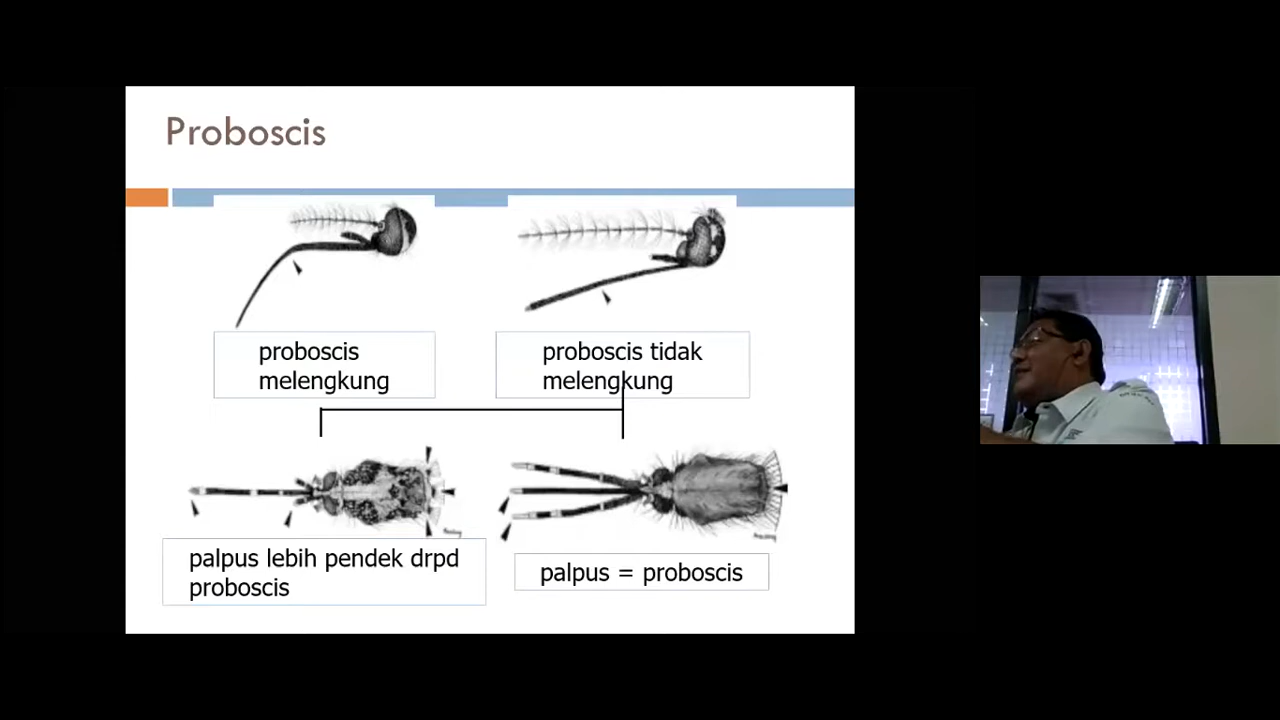 Proboscis
proboscis
melengkung
proboscis tidak
melengkung
palpus lebih pendek drpd
proboscis
palpus = proboscis